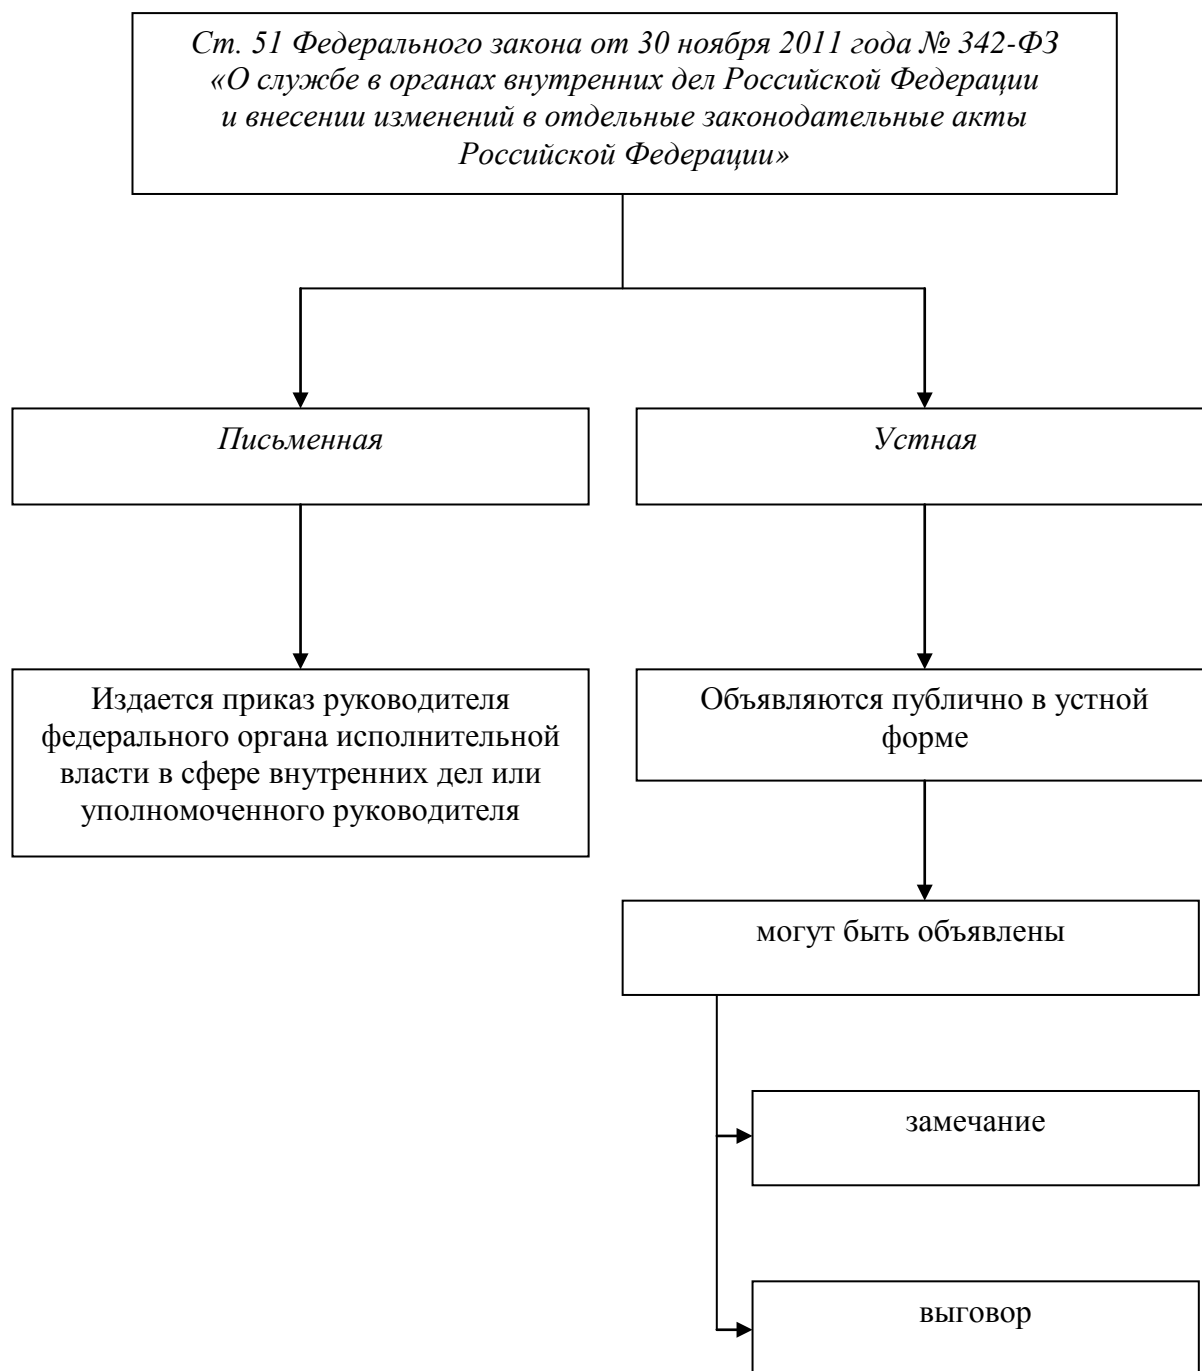 Ст. 51 Федерального закона от 30 ноября 2011 года № 342-ФЗ
«О службе в органах внутренних дел Российской Федерации
и внесении изменений в отдельные законодательные акты
Российской Федерации»
Письменная
Устная
Издается приказ руководителя
федерального органа исполнительной
власти в сфере внутренних дел или
уполномоченного руководителя
Объявляются публично в устной
форме
могут быть объявлены
замечание
выговор